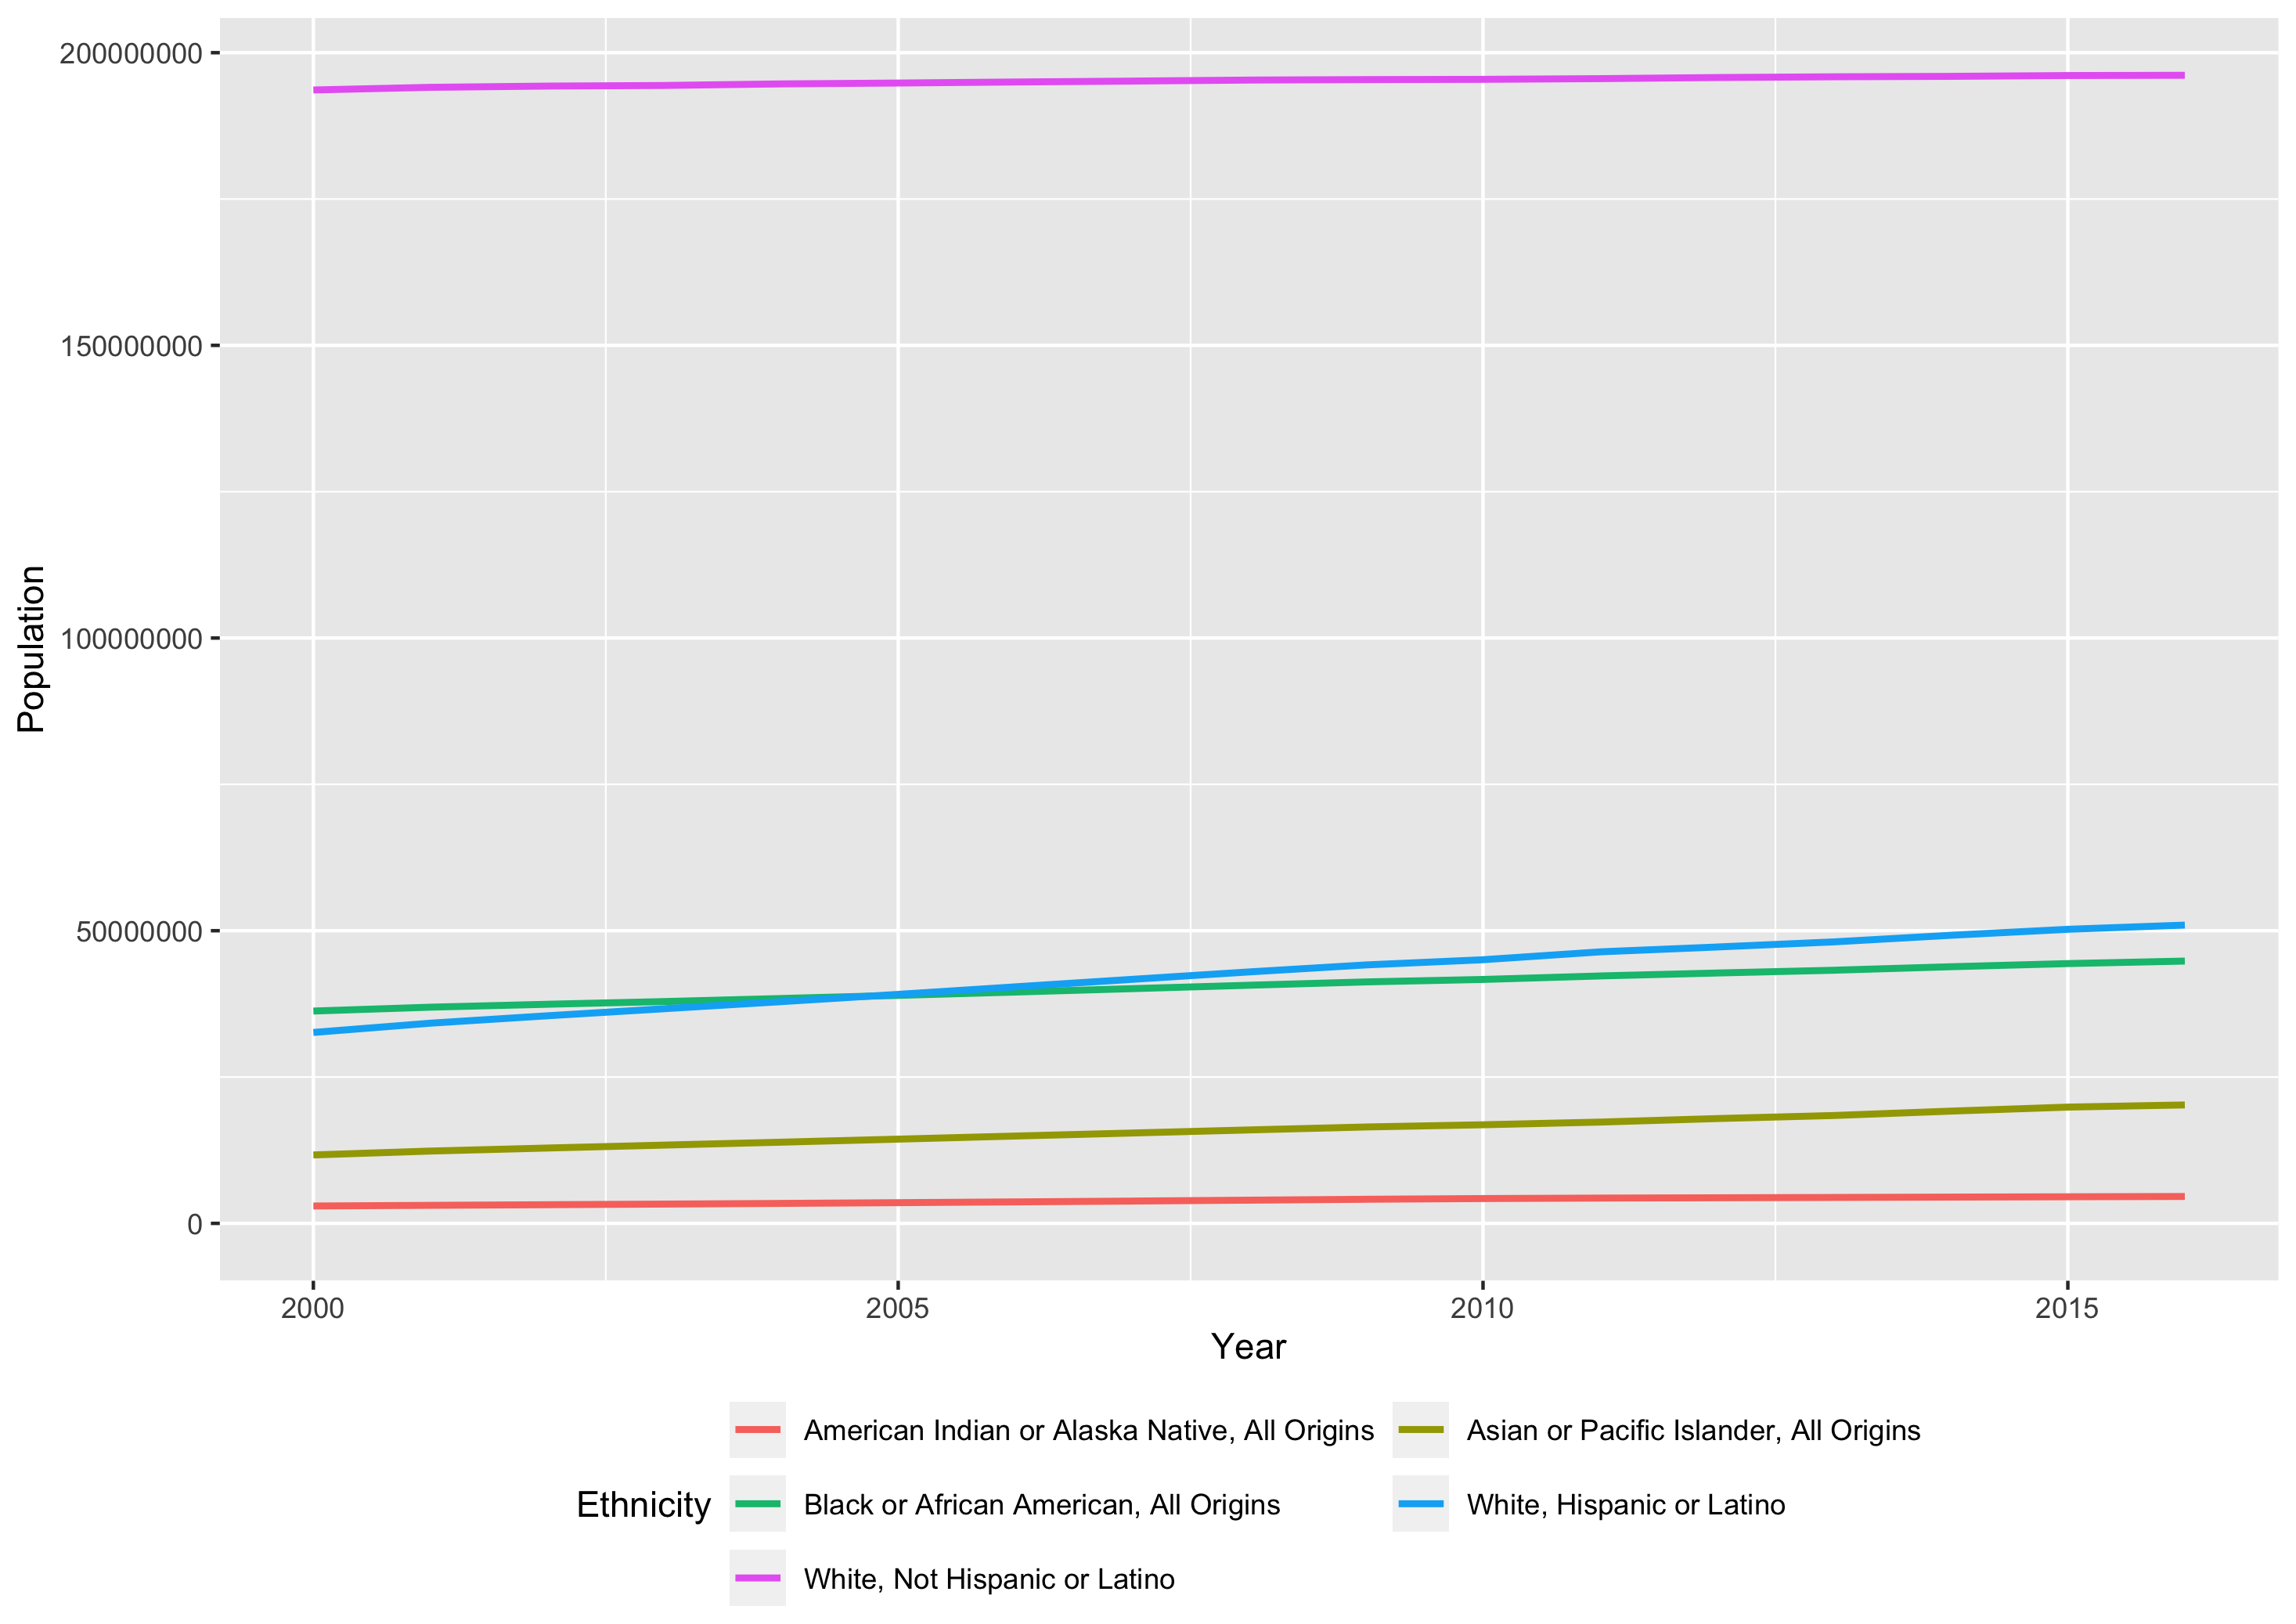 200000000
150000000
100000000
50000000
0
Population
2000 2005 2010 2015
Year
Ethnicity
American Indian or Alaska Native, All Origins
Asian or Pacific Islander, All Origins
Black or African American, All Origins
White, Hispanic or Latino
White, Not Hispanic or Latino